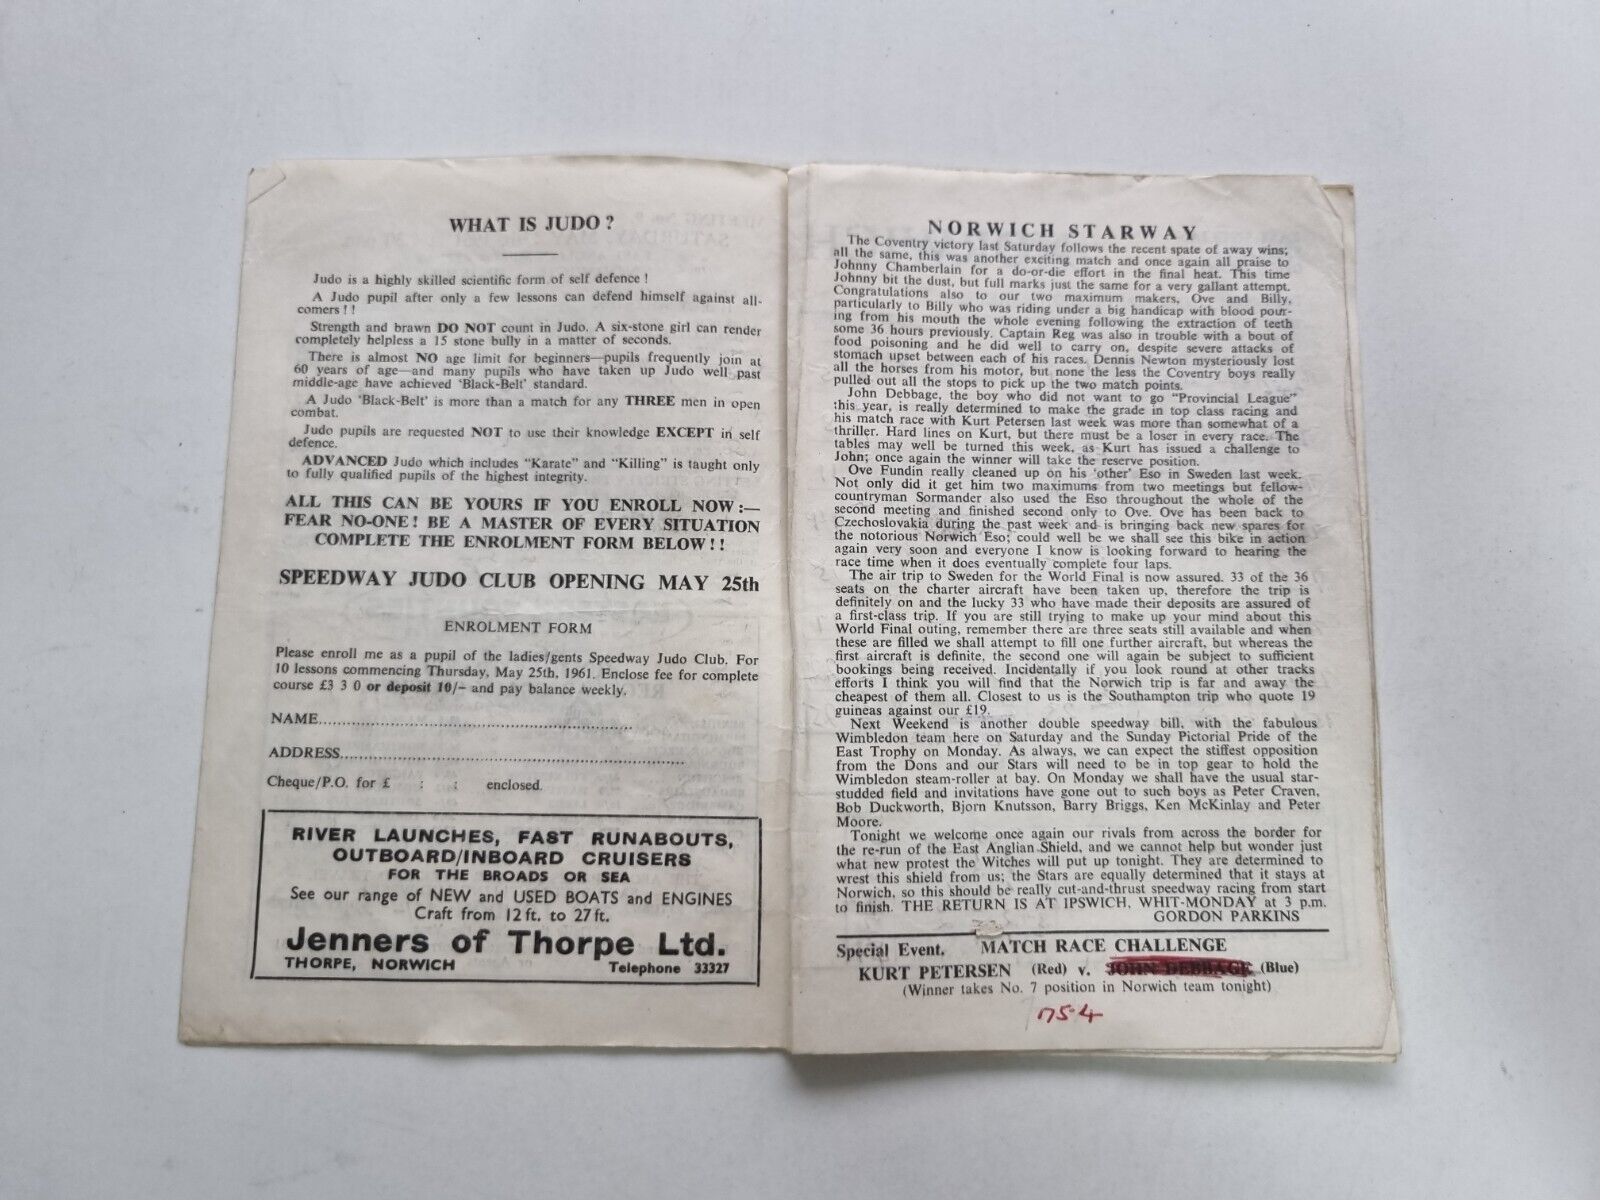 WHAT IS JUDO?
Judo is a highly skilled scientific form of self defence!
A Judo pupil after only a few lessons can defend himself against all-
comers!!
Strength and brawn DO NOT count in Judo. A six-stone girl can render
completely helpless a 15 stone bully in a matter of seconds.
There is almost NO age limit for beginners—pupils frequently join at
60 years of age—and many pupils who have taken up Judo well past
middle-age have achieved 'Black-Belt' standard.
A Judo 'Black-Belt' is more than a match for any THREE men in open
combat.
Judo pupils are requested NOT to use their knowledge EXCEPT in self
defence.
ADVANCED Judo which includes "Karate" and "Killing" is taught only
to fully qualified pupils of the highest integrity.
ALL THIS CAN BE YOURS IF YOU ENROLL NOW:—
FEAR NO-ONE! BE A MASTER OF EVERY SITUATION
COMPLETE THE ENROLMENT FORM BELOW!!
SPEEDWAY JUDO CLUB OPENING MAY 25th
ENROLMENT FORM
Please enroll me as a pupil of the ladies/gents Speedway Judo Club. For
10 lessons commencing Thursday, May 25th, 1961. Enclose fee for complete
course £3 3 0 or deposit 10/- and pay balance weekly.
NAME
ADDRESS
Cheque/P.O. for £ : : enclosed.
RIVER LAUNCHES, FAST RUNABOUTS,
OUTBOARD/INBOARD CRUISERS
FOR THE BROADS OR SEA
See our range of NEW and USED BOATS and ENGINES
Craft from 12 ft. to 27 ft.
Jenners of Thorpe Ltd.
THORPE, NORWICH Telephone 33327
NORWICH STARWAY
The Coventry victory last Saturday follows the recent spate of away wins;
all the same, this was another exciting match and once again all praise to
Johnny Chamberlain for a do-or-die effort in the final heat. This time
Johnny bit the dust, but full marks just the same for a very gallant attempt.
Congratulations also to our two maximum makers, Ove and Billy,
particularly to Billy who was riding under a big handicap with blood pour-
ing from his mouth the whole evening following the extraction of teeth
some 36 hours previously. Captain Reg was also in trouble with a bout of
food poisoning and he did well to carry on, despite severe attacks of
stomach upset between each of his races. Dennis Newton mysteriously lost
all the horses from his motor, but none the less the Coventry boys really
pulled out all the stops to pick up the two match points.
John Debbage, the boy who did not want to go "Provincial League"
this year, is really determined to make the grade in top class racing and
his match race with Kurt Petersen last week was more than somewhat of a
thriller. Hard lines on Kurt, but there must be a loser in every race. The
tables may well be turned this week, as Kurt has issued a challenge to
John; once again the winner will take the reserve position.
Ove Fundin really cleaned up on his 'other' Eso in Sweden last week.
Not only did it get him two maximums from two meetings but fellow-
countryman Sormander also used the Eso throughout the whole of the
second meeting and finished second only to Ove. Ove has been back to
Czechoslovakia during the past week and is bringing back new spares for
the notorious Norwich Eso; could well be we shall see this bike in action
again very soon and everyone I know is looking forward to hearing the
race time when it does eventually complete four laps.
The air trip to Sweden for the World Final is now assured. 33 of the 36
seats on the charter aircraft have been taken up, therefore the trip is
definitely on and the lucky 33 who have made their deposits are assured of
a first-class trip. If you are still trying to make up your mind about this
World Final outing, remember there are three seats still available and when
these are filled we shall attempt to fill one further aircraft, but whereas the
first aircraft is definite, the second one will again be subject to sufficient
bookings being received. Incidentally if you look round at other tracks
efforts I think you will find that the Norwich trip is far and away the
cheapest of them all. Closest to us is the Southampton trip who quote 19
guineas against our £19.
Next Weekend is another double speedway bill, with the fabulous
Wimbledon team here on Saturday and the Sunday Pictorial Pride of the
East Trophy on Monday. As always, we can expect the stiffest opposition
from the Dons and our Stars will need to be in top gear to hold the
Wimbledon steam-roller at bay. On Monday we shall have the usual star-
studded field and invitations have gone out to such boys as Peter Craven,
Bob Duckworth, Bjorn Knutsson, Barry Briggs, Ken McKinlay and Peter
Moore.
Tonight we welcome once again our rivals from across the border for
the re-run of the East Anglian Shield, and we cannot help but wonder just
what new protest the Witches will put up tonight. They are determined to
wrest this shield from us; the Stars are equally determined that it stays at
Norwich, so this should be really cut-and-thrust speedway racing from start
to finish. THE RETURN IS AT IPSWICH, WHIT-MONDAY at 3 p.m.
GORDON PARKINS
Special Event. MATCH RACE CHALLENGE
KURT PETERSEN (Red) v. JOHN DEBBAGE (Blue)
(Winner takes No. 7 position in Norwich team tonight)
75·4